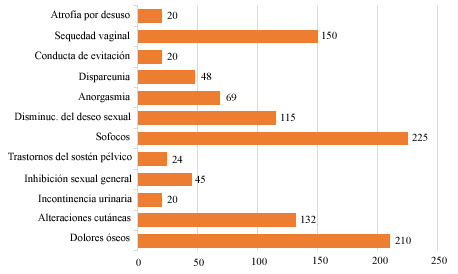 Atrofia por desuso 20
Sequedad vaginal 150
Conducta de evitación 20
Dispareunia 48
Anorgasmia 69
Disminuc. del deseo sexual 115
Sofocos 225
Trastornos del sostén pélvico 24
Inhibición sexual general 45
Incontinencia urinaria 20
Alteraciones cutáneas 132
Dolores óseos 210
0 50 100 150 200 250